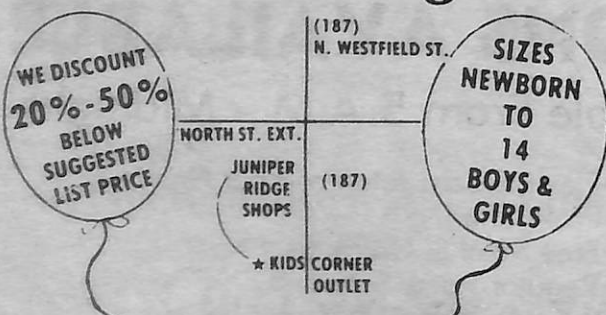 WE DISCOUNT
20%-50%
BELOW
SUGGESTED
LIST PRICE
(187)
N. WESTFIELD ST.
NORTH ST. EXT.
JUNIPER
RIDGE
SHOPS
(187)
★ KIDS CORNER
OUTLET
SIZES
NEWBORN
TO
14
BOYS &
GIRLS